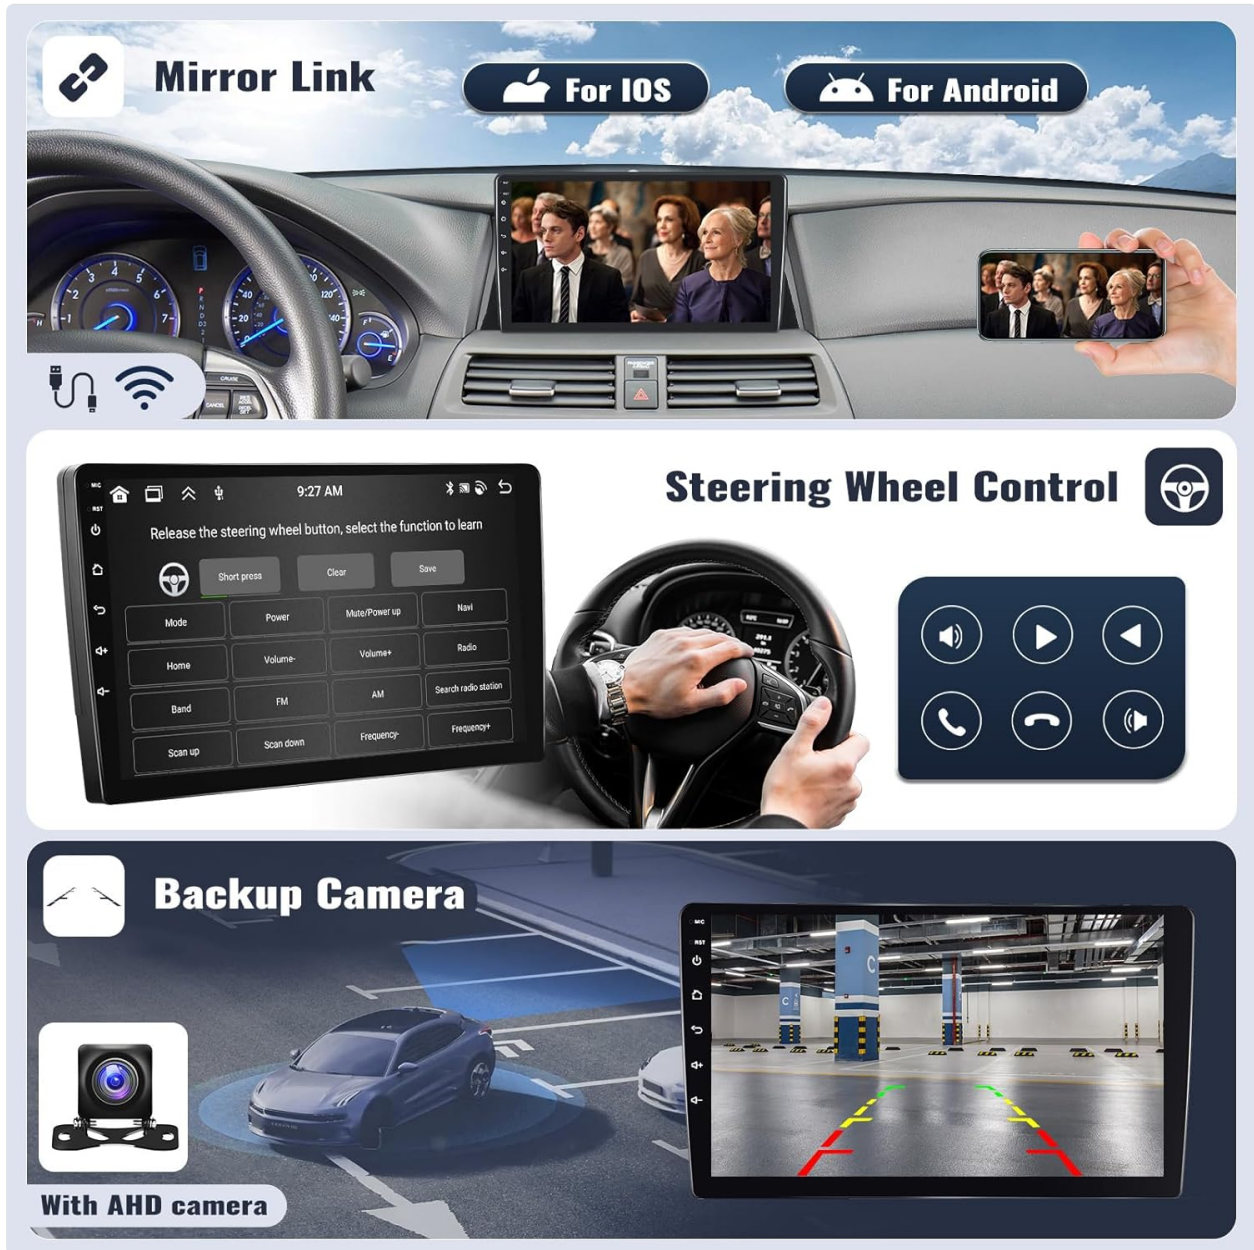 Mirror Link
For IOS
For Android
CRUISE
CANCEL
MIC
RST
9:27 AM
Release the steering wheel button, select the function to learn
Short press
Clear
Save
Mode
Power
Mute/Power up
Navi
Home
Volume-
Volume+
Radio
Band
FM
AM
Search radio station
Scan up
Scan down
Frequency-
Frequency+
Steering Wheel Control
Backup Camera
With AHD camera
MIC
RST
C
C